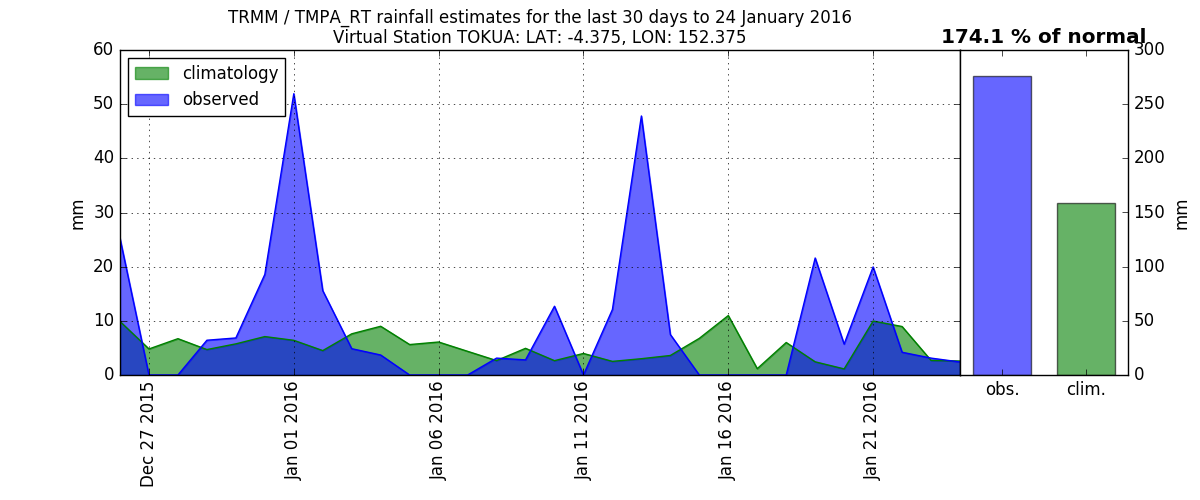 TRMM / TMPA_RT rainfall estimates for the last 30 days to 24 January 2016
Virtual Station TOKUA: LAT: -4.375, LON: 152.375
174.1 % of normal
climatology
observed
60
50
40
30
20
10
0
mm
Dec 27 2015
Jan 01 2016
Jan 06 2016
Jan 11 2016
Jan 16 2016
Jan 21 2016
300
250
200
150
100
50
0
mm
obs.
clim.